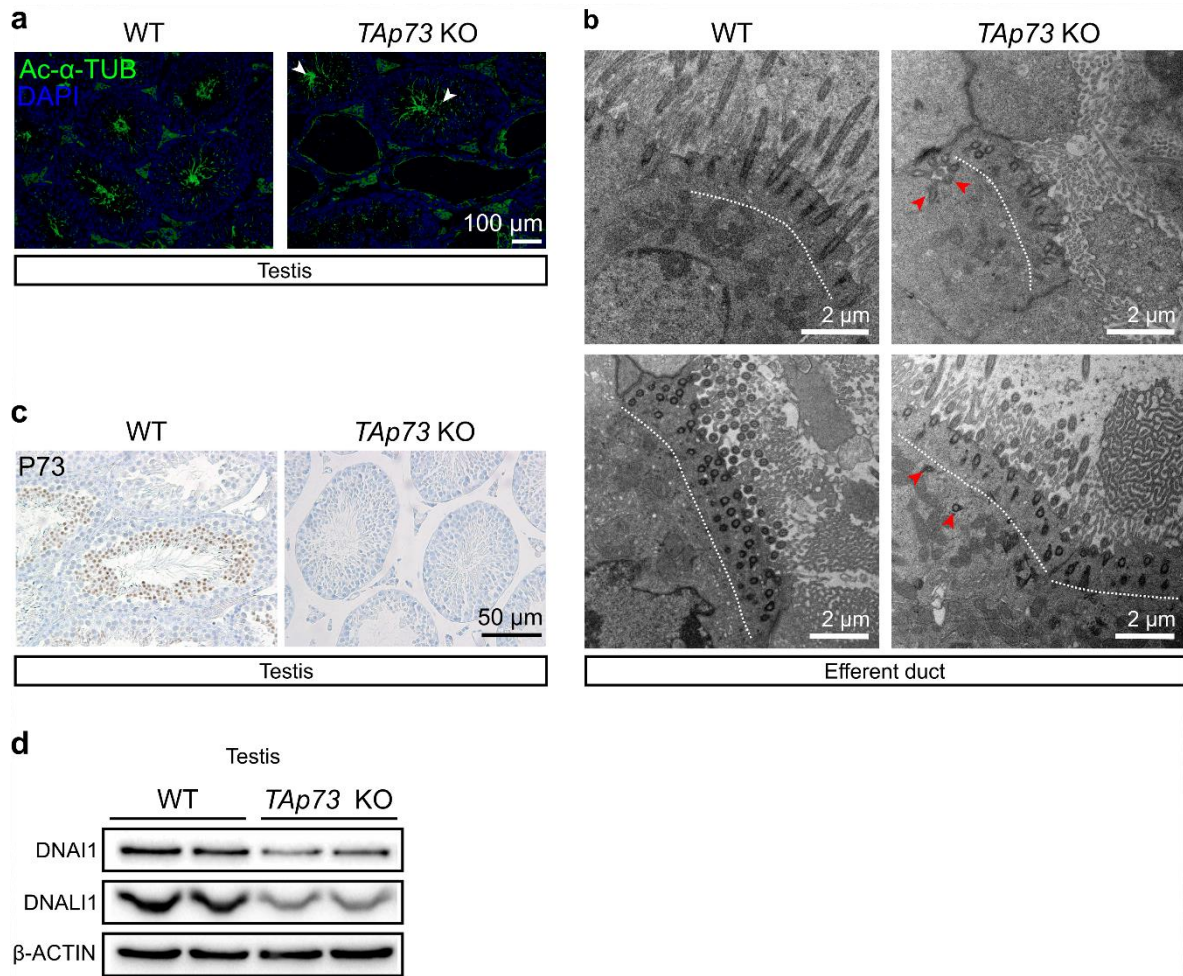 a
WT
TAp73 KO
Ac-α-TUB
DAPI
100 µm
Testis
b
WT
TAp73 KO
2 µm
2 µm
2 µm
2 µm
Efferent duct
c
WT
TAp73 KO
P73
50 µm
Testis
d
Testis
WT
TAp73 KO
DNAI1
DNALI1
β-ACTIN